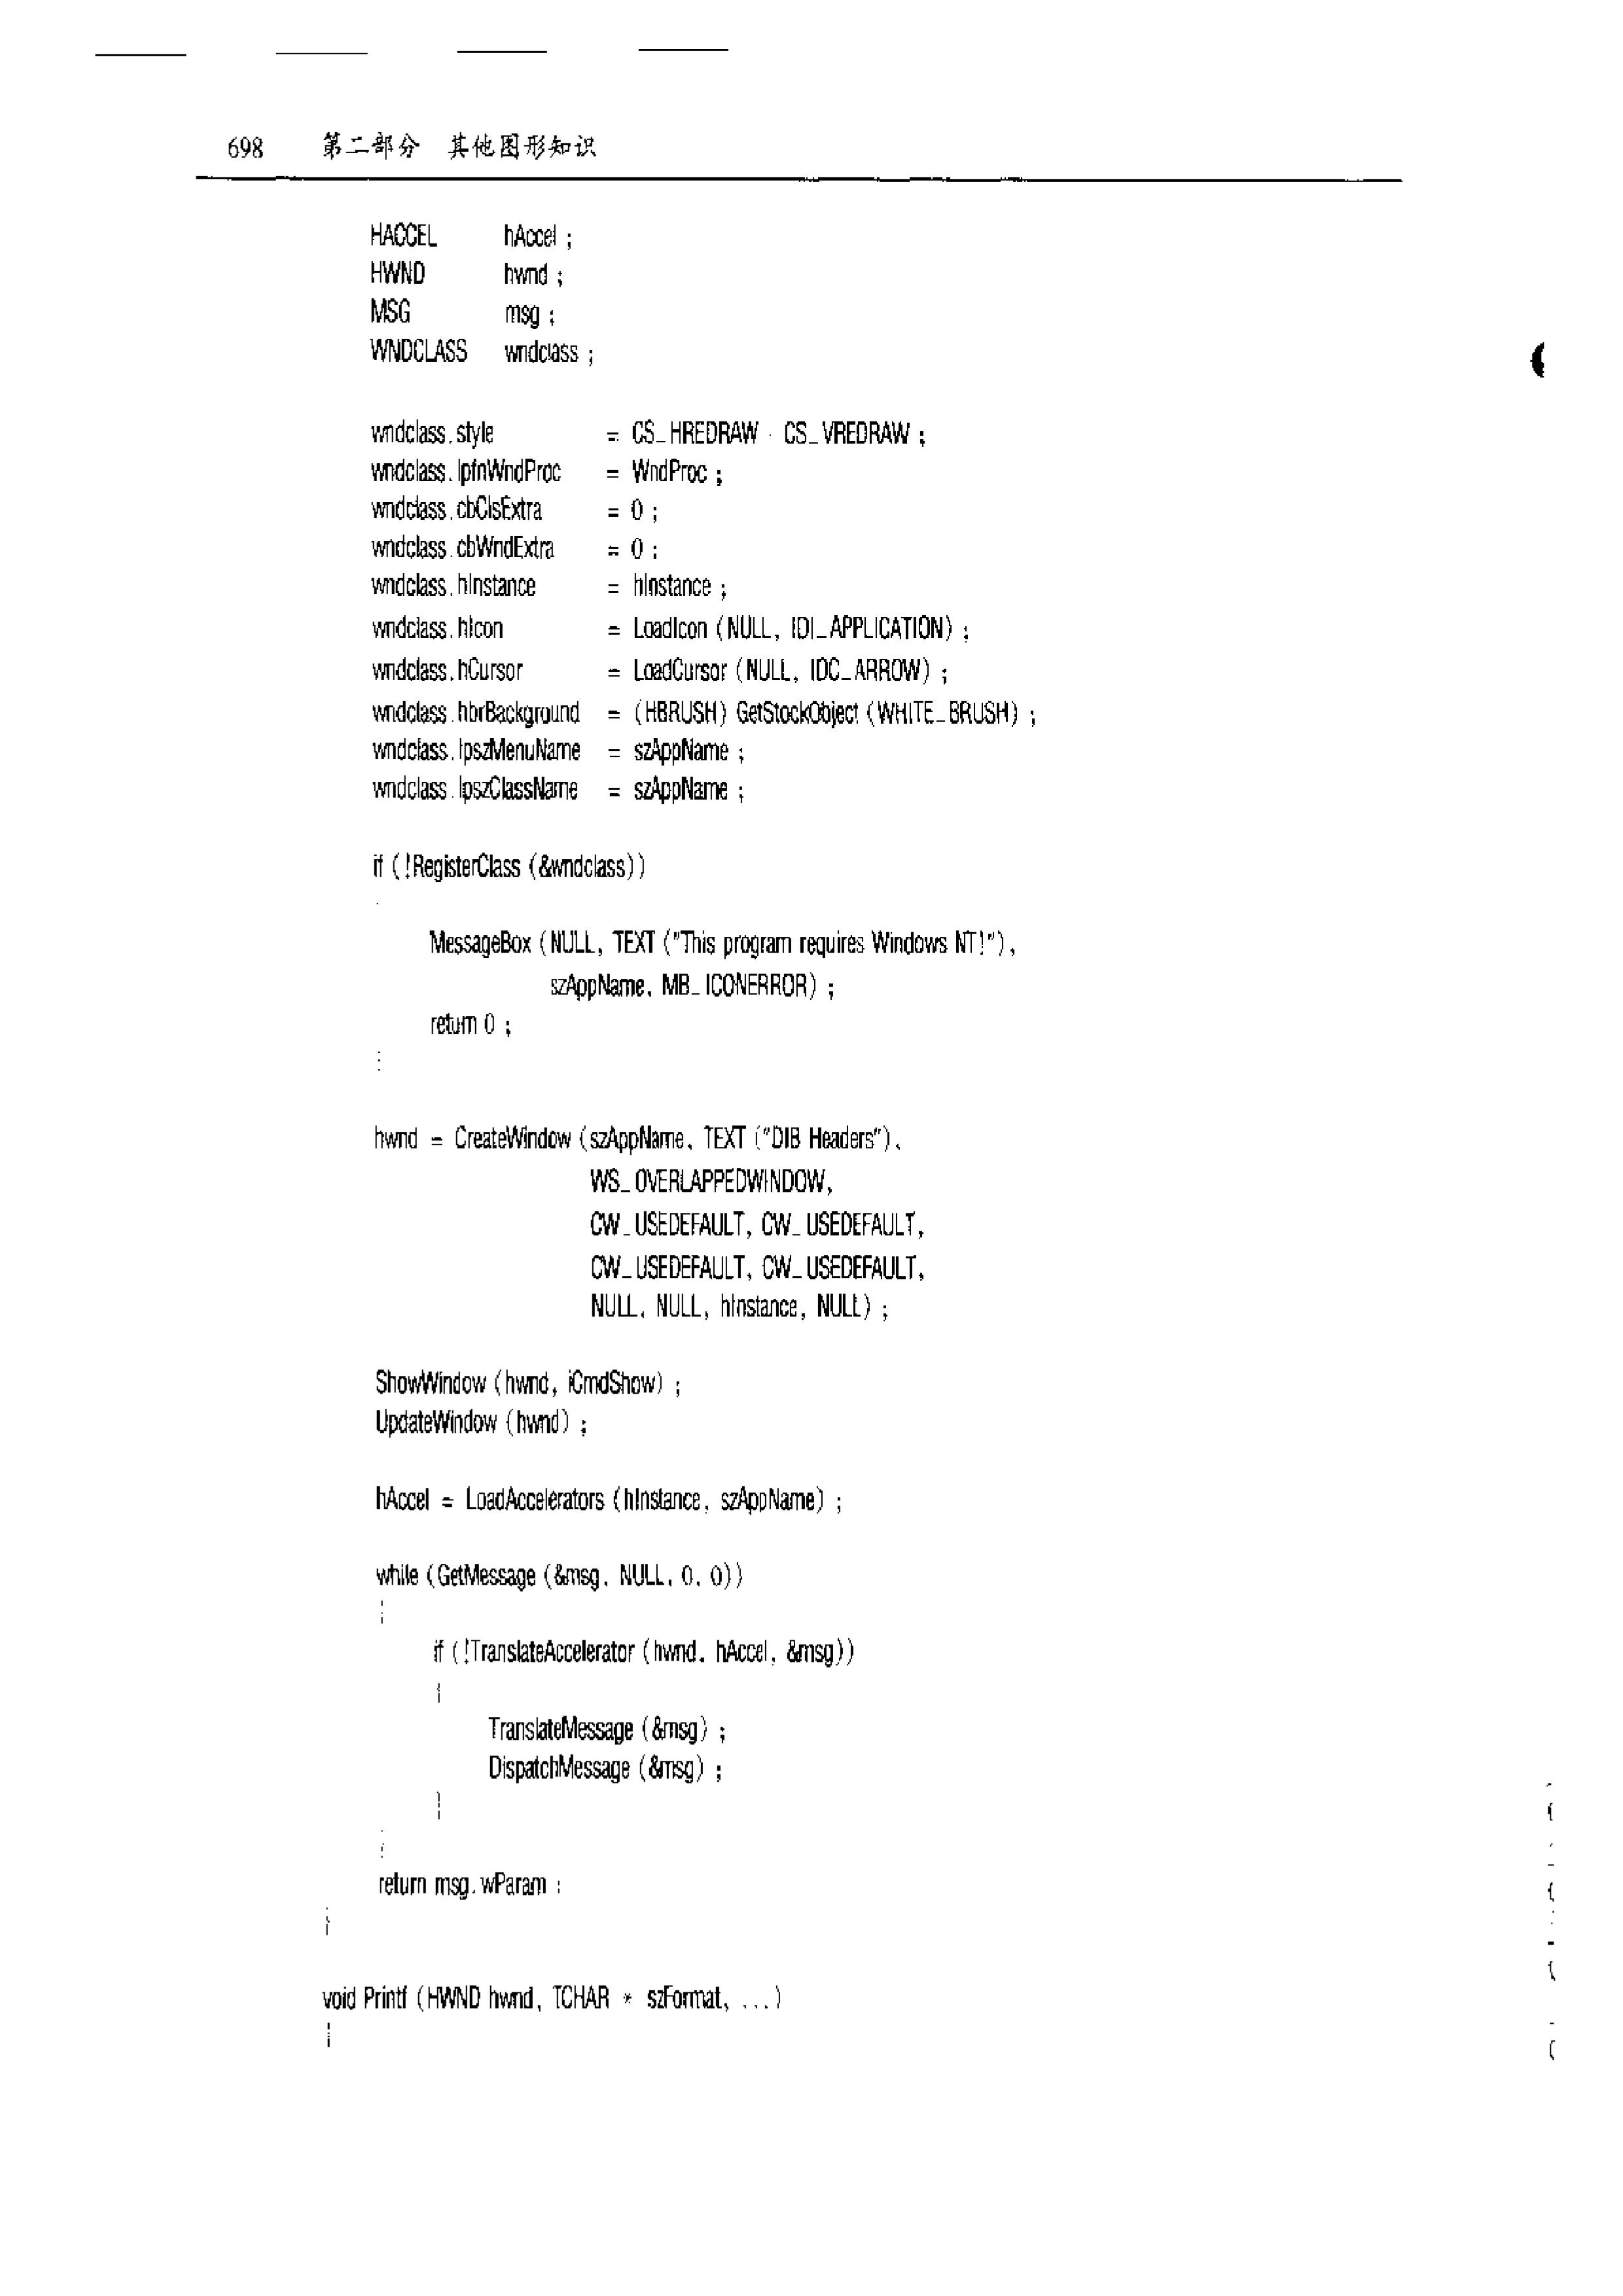 698 第二部分 其他图形知识
HACCEL hAccel ;
HWND hwnd ;
MSG msg ;
WNDCLASS wndclass ;
wndclass.style = CS_HREDRAW CS_VREDRAW ;
wndclass.lpfnWndProc = WndProc ;
wndclass.cbClsExtra = 0 ;
wndclass.cbWndExtra = 0 ;
wndclass.hInstance = hInstance ;
wndclass.hIcon = LoadIcon (NULL, IDI_APPLICATION) ;
wndclass.hCursor = LoadCursor (NULL, IDC_ARROW) ;
wndclass.hbrBackground = (HBRUSH) GetStockObject (WHITE_BRUSH) ;
wndclass.lpszMenuName = szAppName ;
wndclass.lpszClassName = szAppName ;
if (!RegisterClass (&wndclass))
MessageBox (NULL, TEXT ("This program requires Windows NT!"),
szAppName, MB_ICONERROR) ;
return 0 ;
}
hwnd = CreateWindow (szAppName, TEXT ("DIB Headers"),
WS_OVERLAPPEDWINDOW,
CW_USEDEFAULT, CW_USEDEFAULT,
CW_USEDEFAULT, CW_USEDEFAULT,
NULL, NULL, hInstance, NULL) ;
ShowWindow (hwnd, iCmdShow) ;
UpdateWindow (hwnd) ;
hAccel = LoadAccelerators (hInstance, szAppName) ;
while (GetMessage (&msg, NULL, 0, 0))
{
if (!TranslateAccelerator (hwnd, hAccel, &msg))
{
TranslateMessage (&msg) ;
DispatchMessage (&msg) ;
}
}
return msg.wParam ;
}
void Printf (HWND hwnd, TCHAR * szFormat, ...)
{